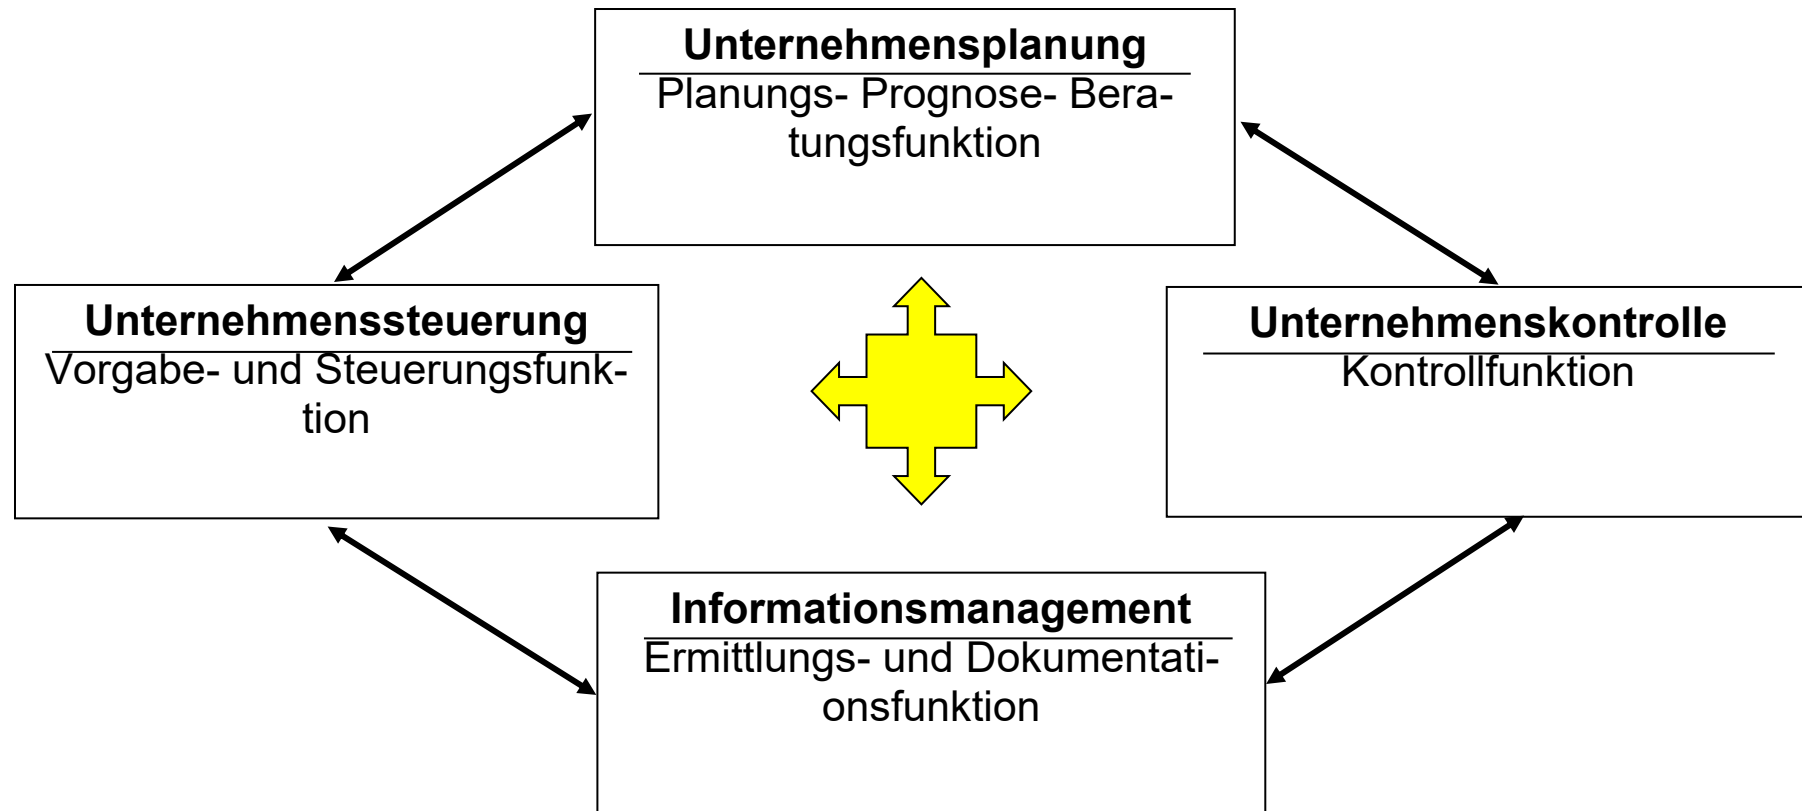 Unternehmensplanung
Planungs- Prognose- Bera-
tungsfunktion
Unternehmenssteuerung
Vorgabe- und Steuerungsfunk-
tion
Unternehmenskontrolle
Kontrollfunktion
Informationsmanagement
Ermittlungs- und Dokumentati-
onsfunktion